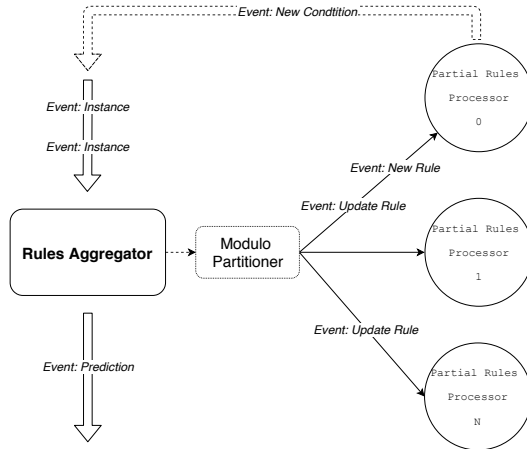 Event: New Condtition
Partial Rules
Processor
0
Event: Instance
Event: Instance
Event: New Rule
Event: Update Rule
Rules Aggregator
Modulo
Partitioner
Partial Rules
Processor
1
Event: Update Rule
Event: Prediction
Partial Rules
Processor
N